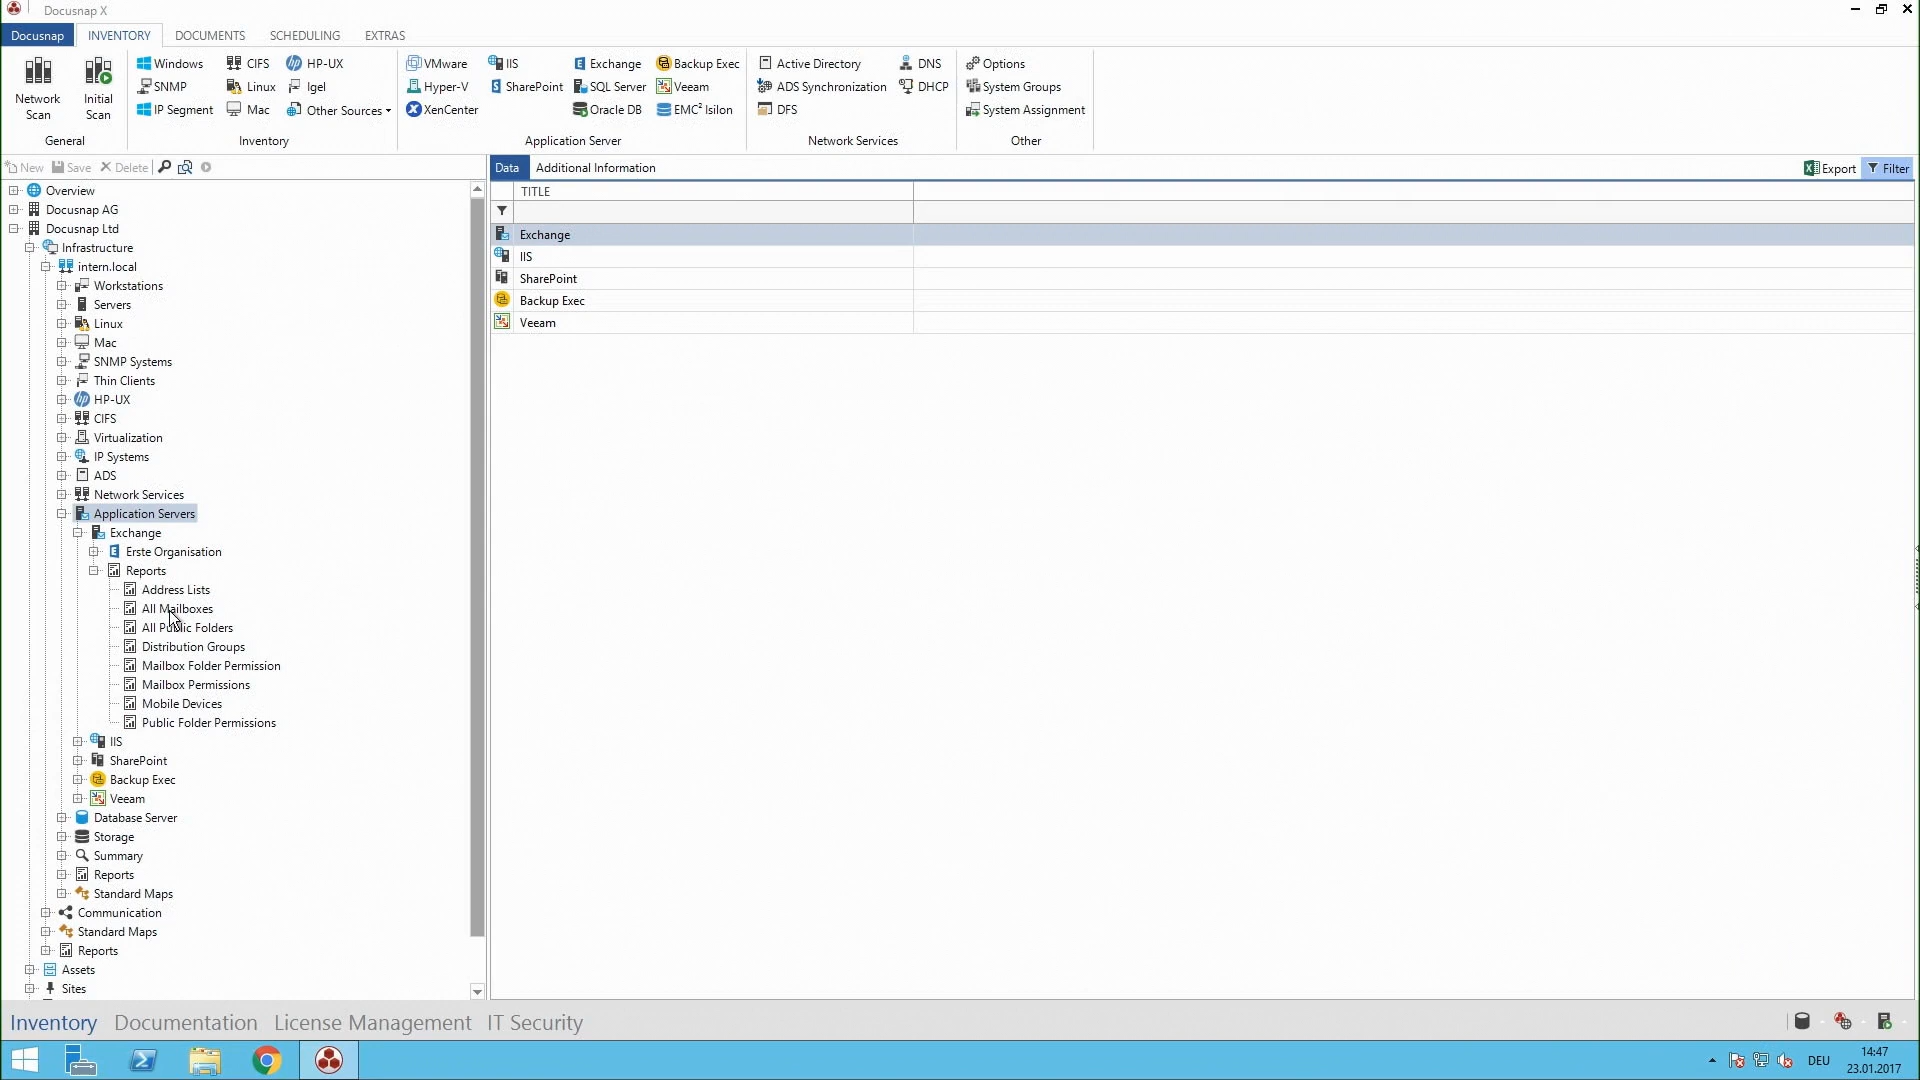 Docusnap X
Docusnap INVENTORY DOCUMENTS SCHEDULING EXTRAS
Network Scan
Initial Scan
General
Windows CIFS HP-UX
SNMP Linux Igel
IP Segment Mac Other Sources
Inventory
VMware IIS Exchange Backup Exec
Hyper-V SharePoint SQL Server Veeam
XenCenter Oracle DB EMC² Isilon
Application Server
Active Directory DNS
ADS Synchronization DHCP
DFS
Network Services
Options
System Groups
System Assignment
Other
New Save Delete
Overview
Docusnap AG
Docusnap Ltd
Infrastructure
intern.local
Workstations
Servers
Linux
Mac
SNMP Systems
Thin Clients
HP-UX
CIFS
Virtualization
IP Systems
ADS
Network Services
Application Servers
Exchange
Erste Organisation
Reports
Address Lists
All Mailboxes
All Public Folders
Distribution Groups
Mailbox Folder Permission
Mailbox Permissions
Mobile Devices
Public Folder Permissions
IIS
SharePoint
Backup Exec
Veeam
Database Server
Storage
Summary
Reports
Standard Maps
Communication
Standard Maps
Reports
Assets
Sites
Data Additional Information Export Filter
TITLE
Exchange
IIS
SharePoint
Backup Exec
Veeam
Inventory Documentation License Management IT Security
DEU
14:47
23.01.2017